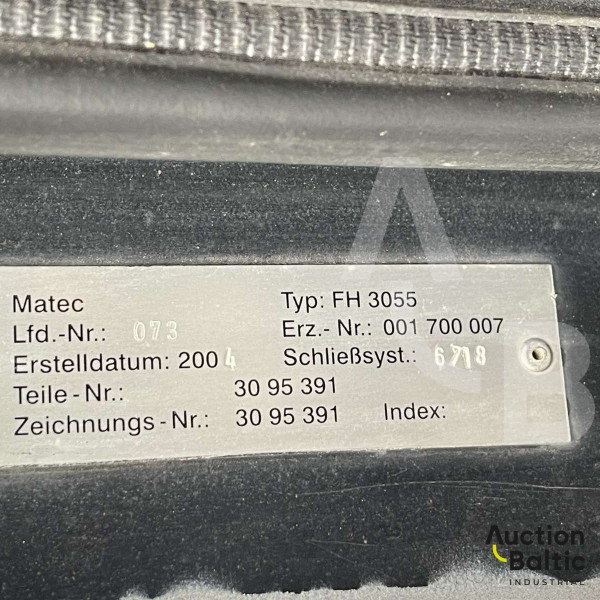 Matec
Typ: FH 3055
Lfd.-Nr.: 073
Erz.- Nr.: 001 700 007
Erstelldatum: 2004
Schließsyst.: 6718
Teile-Nr.: 30 95 391
Zeichnungs-Nr.: 30 95 391 Index:
AB
Auction
Baltic
INDUSTRIAL